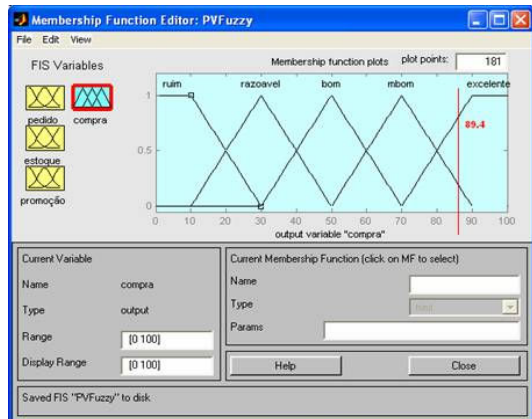 Membership Function Editor: PVFuzzy
File Edit View
FIS Variables
pedido
compra
estoque
promoção
Membership function plots
plot points:
181
ruim razoavel bom mbom excelente
89,4
1
0.5
0
0 10 20 30 40 50 60 70 80 90 100
output variable "compra"
Current Variable
Name compra
Type output
Range [0 100]
Display Range [0 100]
Current Membership Function (click on MF to select)
Name
Type
Params
Help Close
Saved FIS "PVFuzzy" to disk